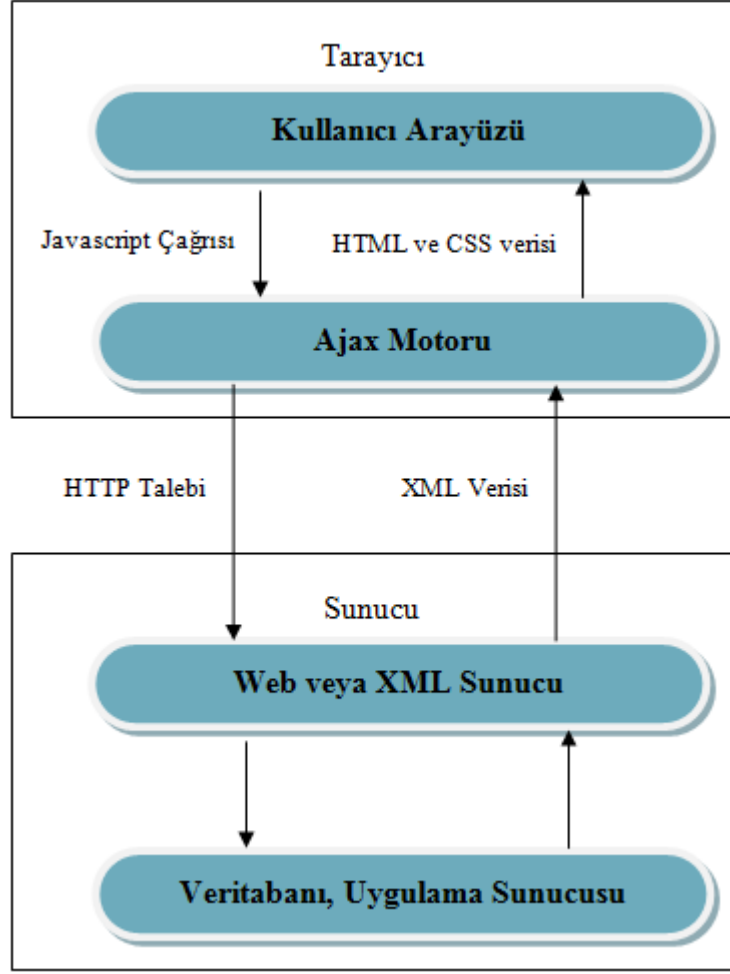 Tarayıcı
Kullanıcı Arayüzü
Javascript Çağrısı
HTML ve CSS verisi
Ajax Motoru
HTTP Talebi
XML Verisi
Sunucu
Web veya XML Sunucu
Veritabanı, Uygulama Sunucusu